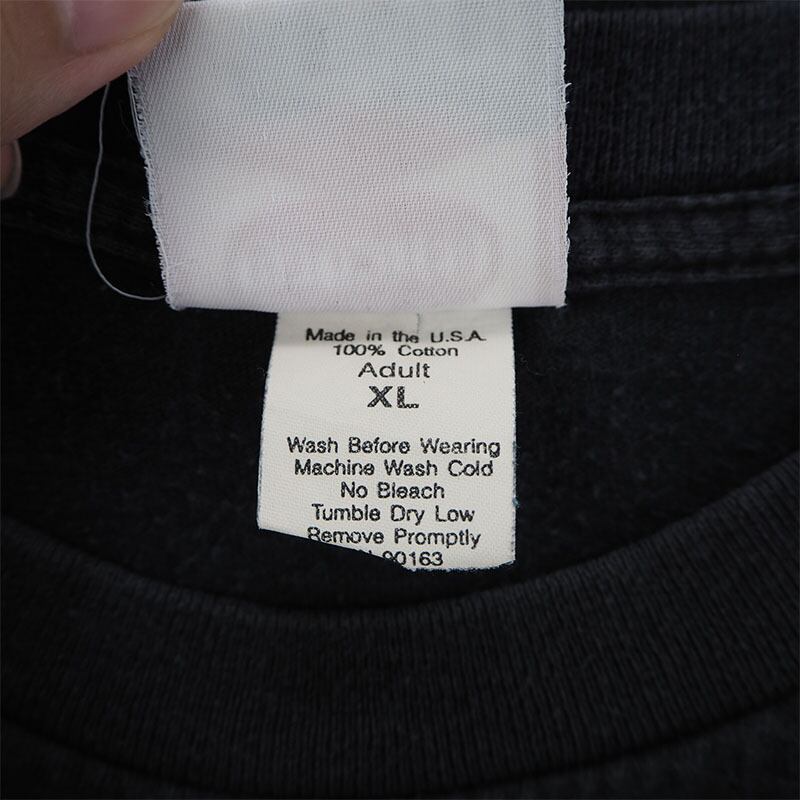 Made in the U.S.A.
100% Cotton
Adult
XL
Wash Before Wearing
Machine Wash Cold
No Bleach
Tumble Dry Low
Remove Promptly
90163